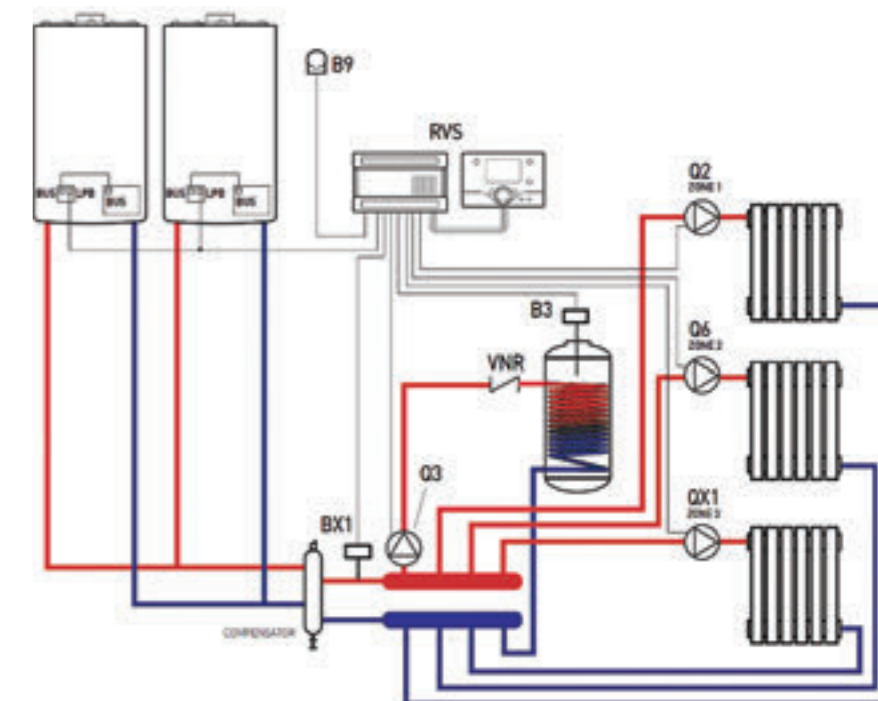 B9
RVS
BUS LPB BUS
BUS LPB BUS
Q2
ZONE 1
B3
Q6
ZONE 2
VNR
Q3
QX1
ZONE 3
BX1
COMPENSATOR